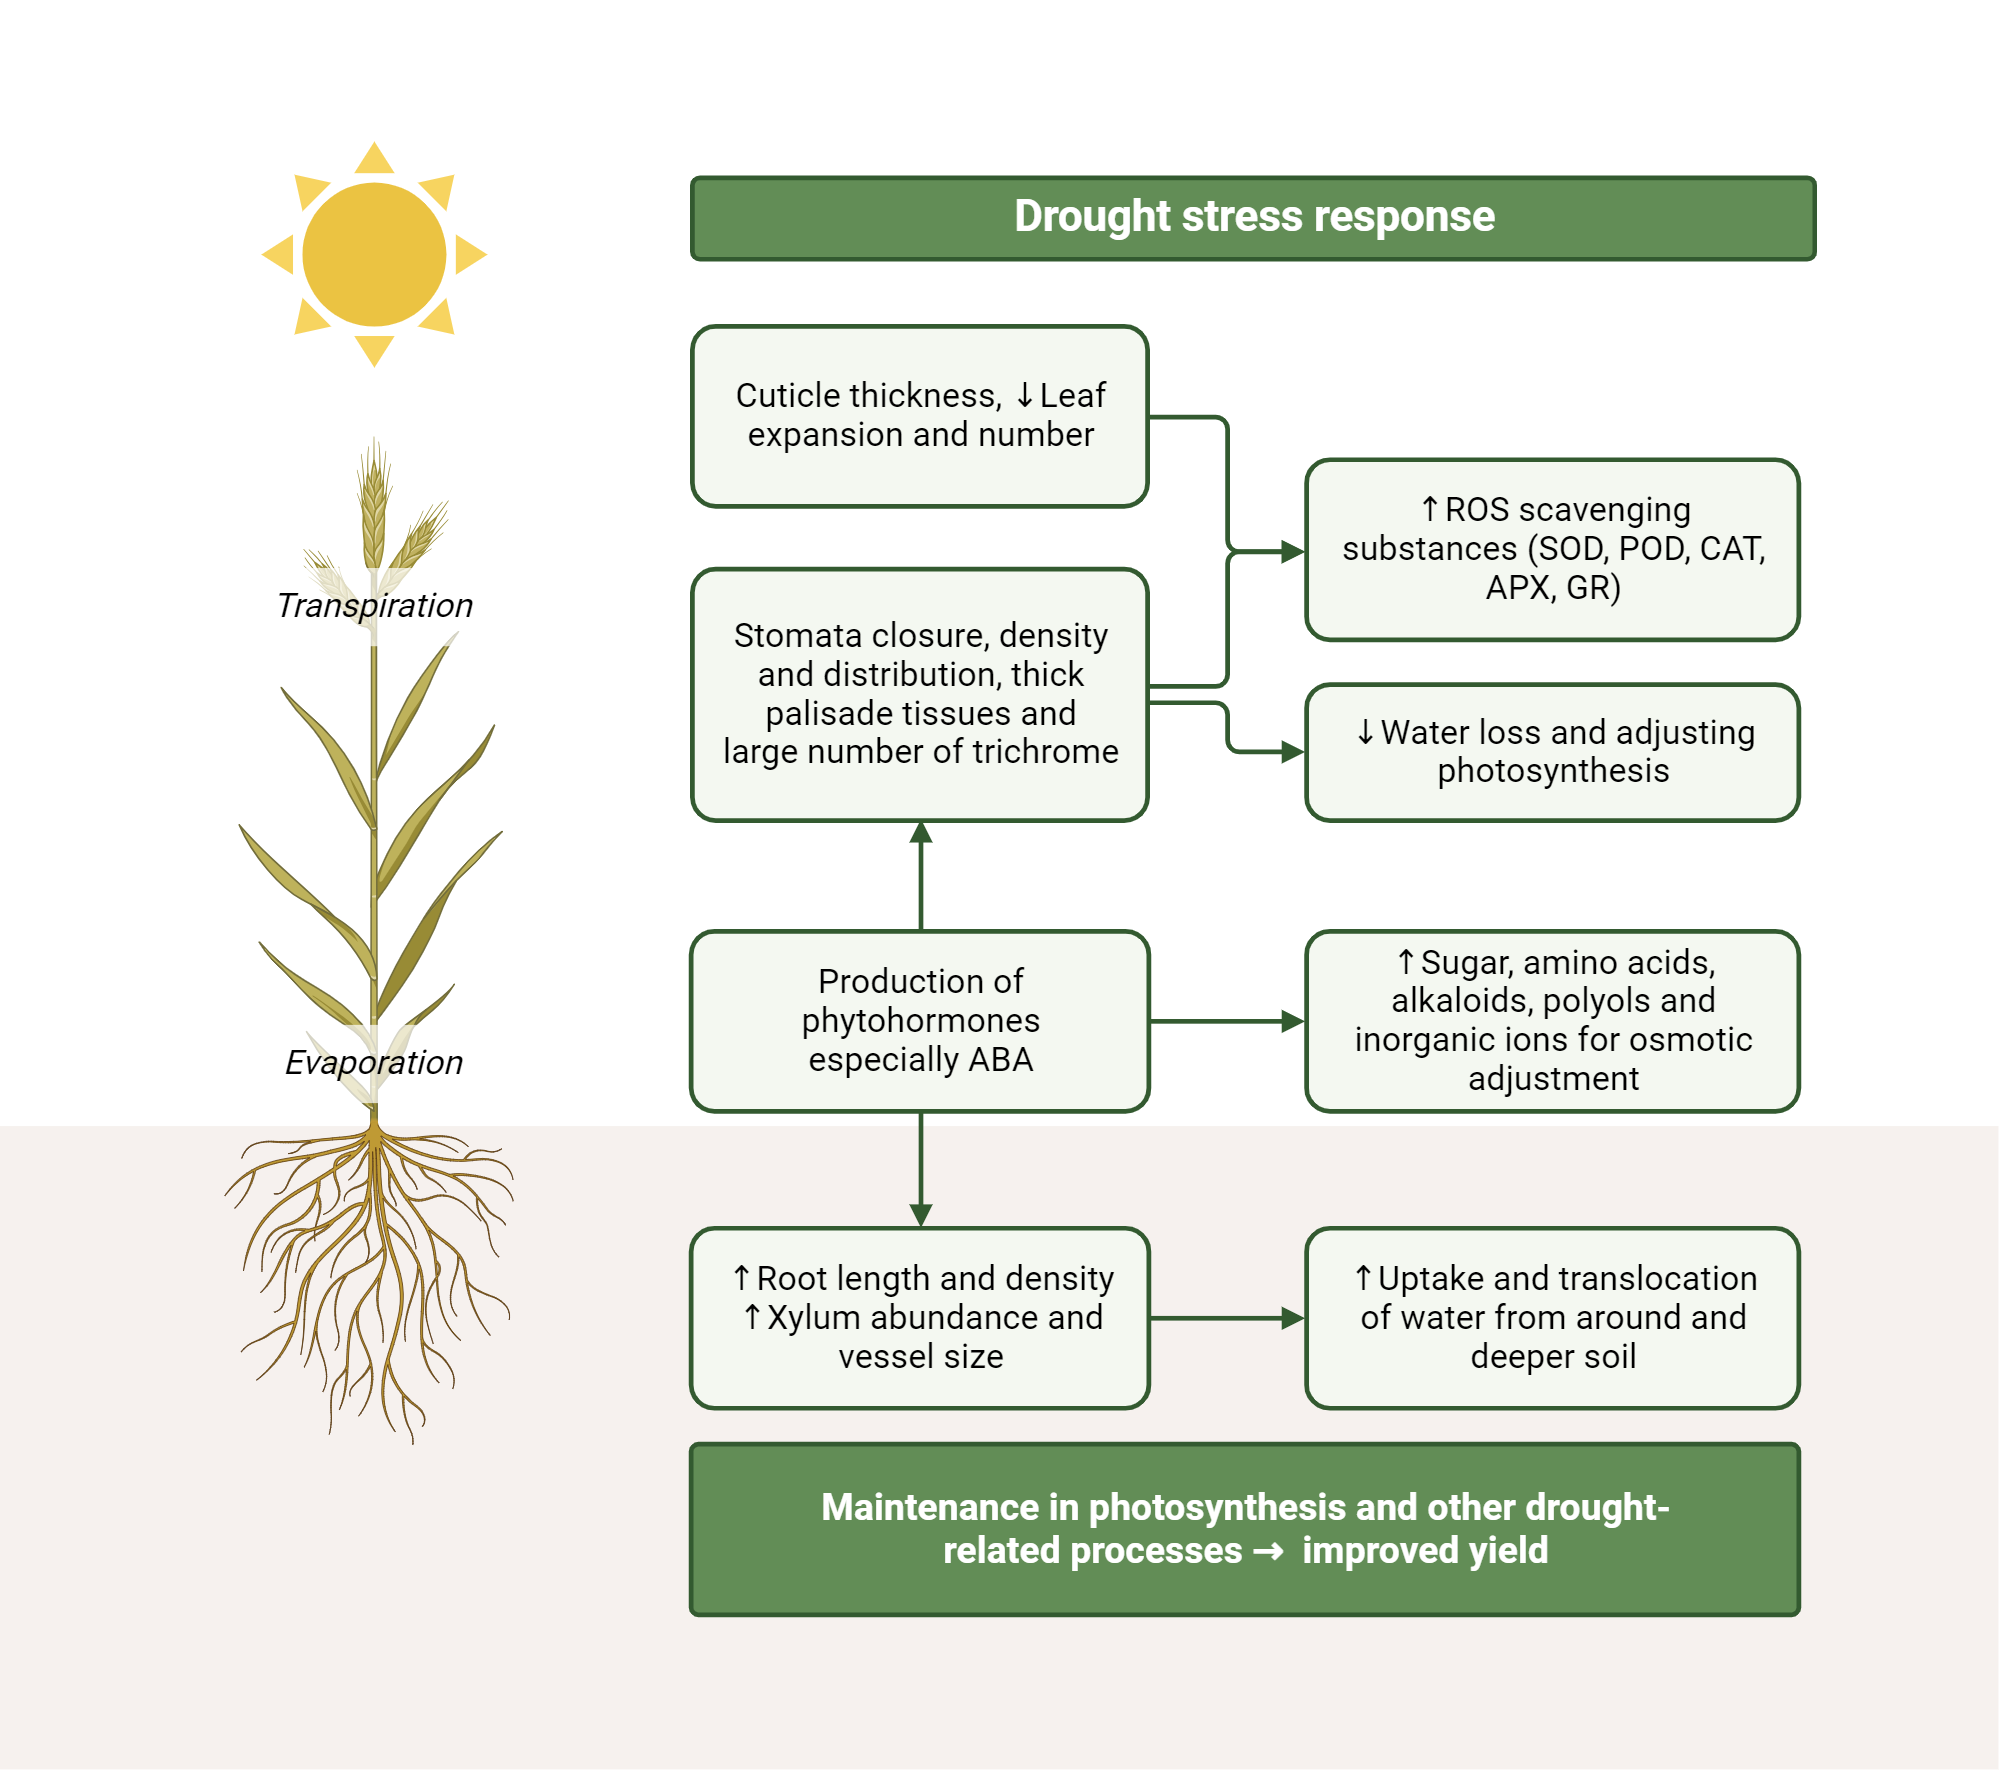 Drought stress response
Cuticle thickness, ↓Leaf
expansion and number
↑ROS scavenging
substances (SOD, POD, CAT,
APX, GR)
Transpiration
Stomata closure, density
and distribution, thick
palisade tissues and
large number of trichrome
↓Water loss and adjusting
photosynthesis
Production of
phytohormones
especially ABA
↑Sugar, amino acids,
alkaloids, polyols and
inorganic ions for osmotic
adjustment
Evaporation
↑Root length and density
↑Xylum abundance and
vessel size
↑Uptake and translocation
of water from around and
deeper soil
Maintenance in photosynthesis and other drought-
related processes → improved yield